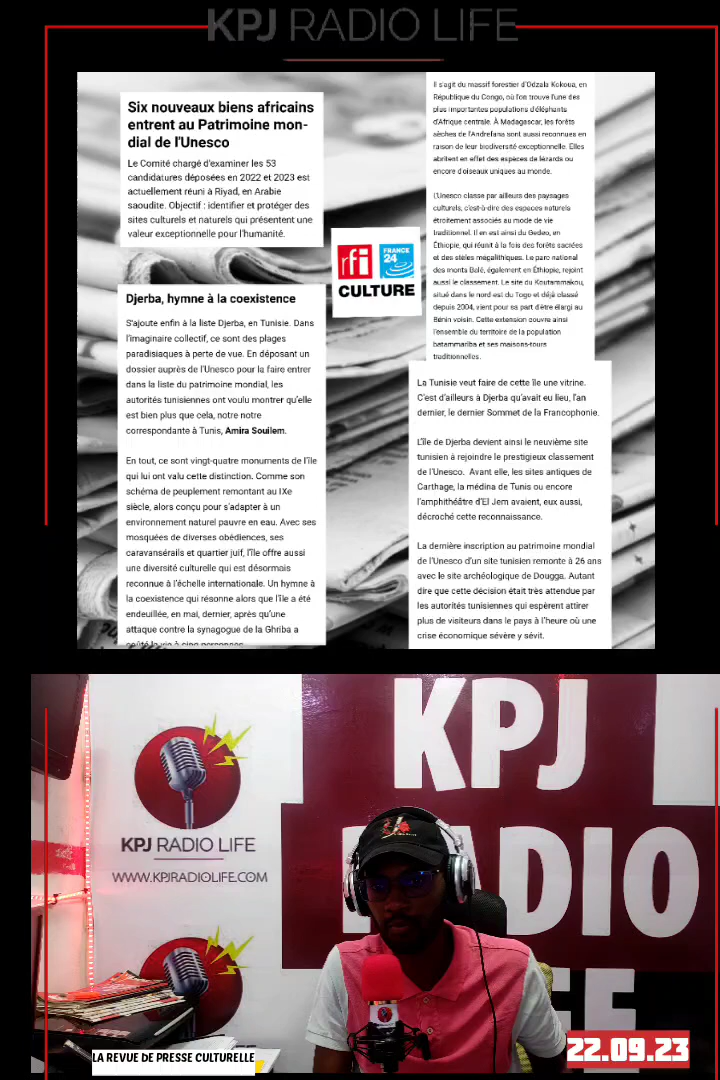 KPJ RADIO LIFE
Six nouveaux biens africains
entrent au Patrimoine mon-
dial de l'Unesco
Le Comité chargé d'examiner les 53
candidatures déposées en 2022 et 2023 est
actuellement réuni à Riyad, en Arabie
saoudite. Objectif : identifier et protéger des
sites culturels et naturels qui présentent une
valeur exceptionnelle pour l'humanité.
Djerba, hymne à la coexistence
S'ajoute enfin à la liste Djerba, en Tunisie. Dans
l'imaginaire collectif, ce sont des plages
paradisiaques à perte de vue. En déposant un
dossier auprès de l'Unesco pour la faire entrer
dans la liste du patrimoine mondial, les
autorités tunisiennes ont voulu montrer qu'elle
est bien plus que cela, notre notre
correspondante à Tunis, Amira Souilem.
En tout, ce sont vingt-quatre monuments de l'île
qui lui ont valu cette distinction. Comme son
schéma de peuplement remontant au IXe
siècle, alors conçu pour s'adapter à un
environnement naturel pauvre en eau. Avec ses
mosquées de diverses obédiences, ses
caravansérails et quartier juif, l'île offre aussi
une diversité culturelle qui est désormais
reconnue à l'échelle internationale. Un hymne à
la coexistence qui résonne alors que l'île a été
endeuillée, en mai, dernier, après qu'une
attaque contre la synagogue de la Ghriba a
coûté la vie à cinq personnes.
rfi
FRANCE
24
CULTURE
Il s'agit du massif forestier d'Odzala Kokoua, en
République du Congo, où l'on trouve l'une des
plus importantes populations d'éléphants
d'Afrique centrale. À Madagascar, les forêts
sèches de l'Andrefana sont aussi reconnues en
raison de leur biodiversité exceptionnelle. Elles
abritent en effet des espèces de lézards ou
encore d'oiseaux uniques au monde.
L'Unesco classe par ailleurs des paysages
culturels, c'est-à-dire des espaces naturels
étroitement associés au mode de vie
traditionnel. Il en est ainsi du Gedeo, en
Éthiopie, qui réunit à la fois des forêts sacrées
et des stèles mégalithiques. Le parc national
des monts Balé, également en Éthiopie, rejoint
aussi le classement. Le site du Koutammakou,
situé dans le nord-est du Togo et déjà classé
depuis 2004, vient pour sa part d'être élargi au
Bénin voisin. Cette extension couvre ainsi
l'ensemble du territoire de la population
batammariba et ses maisons-tours
traditionnelles.
La Tunisie veut faire de cette île une vitrine.
C'est d'ailleurs à Djerba qu'avait eu lieu, l'an
dernier, le dernier Sommet de la Francophonie.
L'île de Djerba devient ainsi le neuvième site
tunisien à rejoindre le prestigieux classement
de l'Unesco. Avant elle, les sites antiques de
Carthage, la médina de Tunis ou encore
l'amphithéâtre d'El Jem avaient, eux aussi,
décroché cette reconnaissance.
La dernière inscription au patrimoine mondial
de l'Unesco d'un site tunisien remonte à 26 ans
avec le site archéologique de Dougga. Autant
dire que cette décision était très attendue par
les autorités tunisiennes qui espèrent attirer
plus de visiteurs dans le pays à l'heure où une
crise économique sévère y sévit.
KPJ RADIO LIFE
WWW.KPJRADIOLIFE.COM
KPJ
RADIO
LIFE
LA REVUE DE PRESSE CULTURELLE
22.09.23